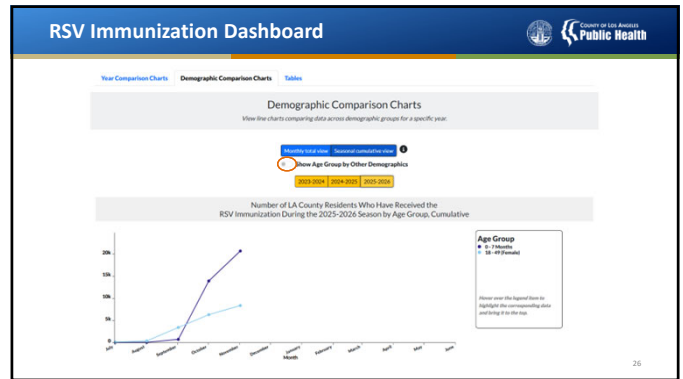 RSV Immunization Dashboard
COUNTY OF LOS ANGELES
Public Health
Year Comparison Charts Demographic Comparison Charts Tables
Demographic Comparison Charts
View line charts comparing data across demographic groups for a specific year.
Monthly total view Seasonal cumulative view
Show Age Group by Other Demographics
2023-2024 2024-2025 2025-2026
Number of LA County Residents Who Have Received the
RSV Immunization During the 2025-2026 Season by Age Group, Cumulative
Age Group
0 - 7 Months
18 - 49 (Female)
Hover over the legend item to
highlight the corresponding data
and bring it to the top.
20k
15k
10k
5k
0
July August September October November December January February March April May June
Month
26